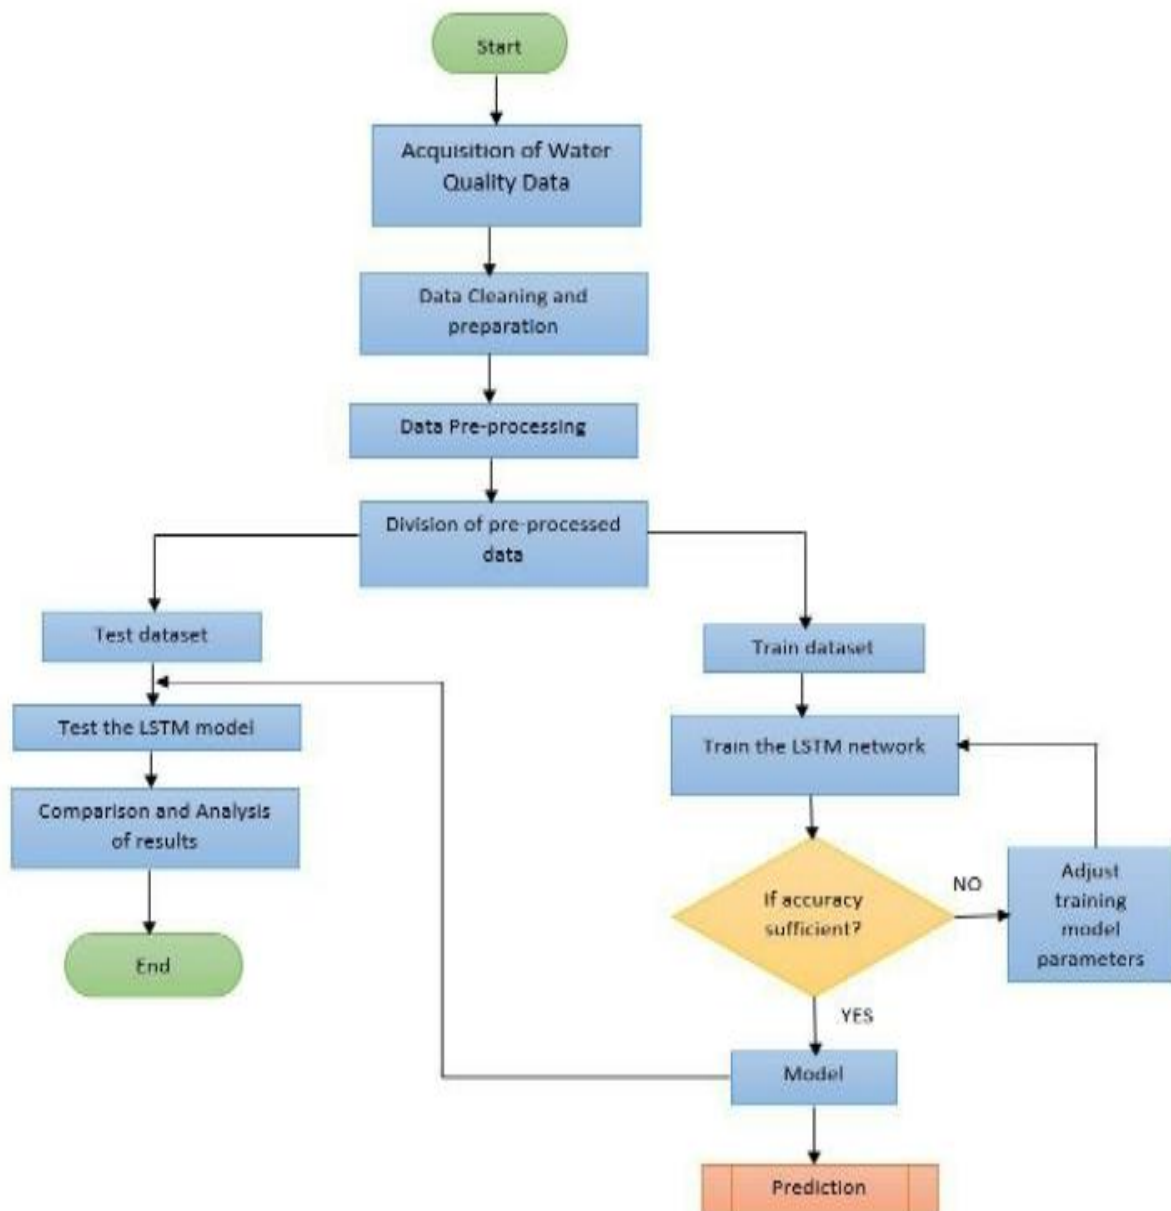 Start
Acquisition of Water
Quality Data
Data Cleaning and
preparation
Data Pre-processing
Division of pre-processed
data
Test dataset
Train dataset
Test the LSTM model
Train the LSTM network
Comparison and Analysis
of results
If accuracy
sufficient?
NO
Adjust
training
model
parameters
End
YES
Model
Prediction